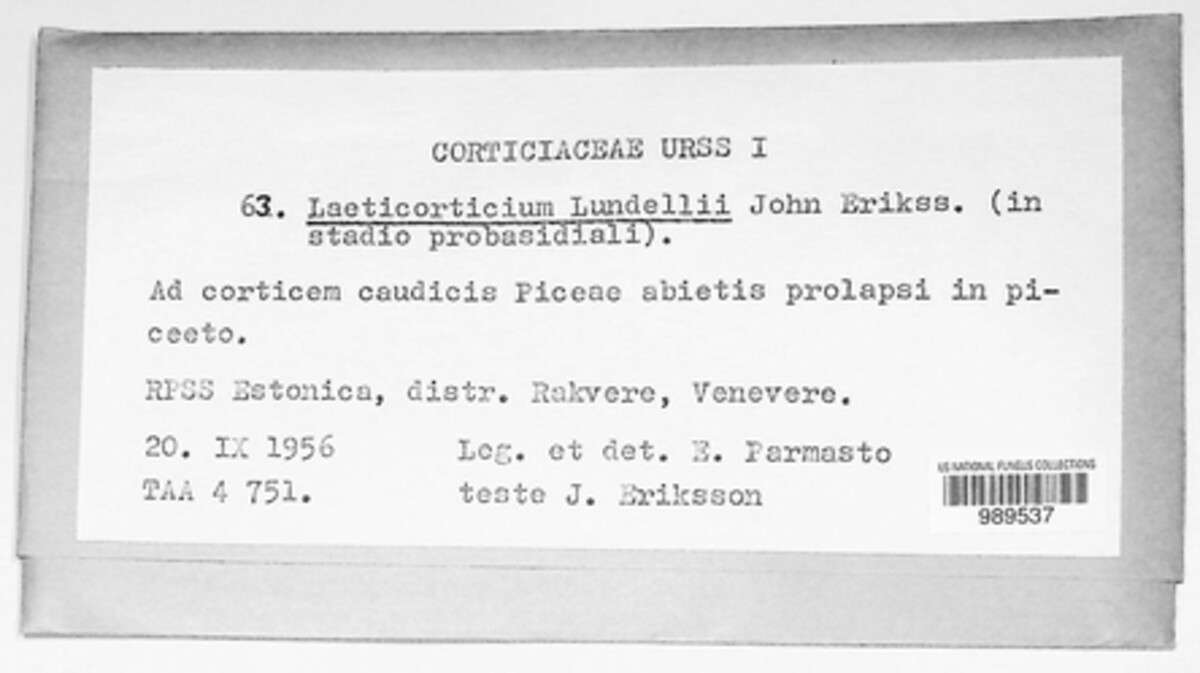 CORTICIACEAE URSS I
63. Laeticorticium Lundellii John Erikss. (in
stadio probasidiali).
Ad corticem caudicis Piceae abietis prolapsi in pi-
ceeto.
RPSS Estonica, distr. Rakvere, Venevere.
20. IX 1956 Leg. et det. E. Parmasto
TAA 4 751. teste J. Eriksson
US NATIONAL FUNGUS COLLECTIONS
989537